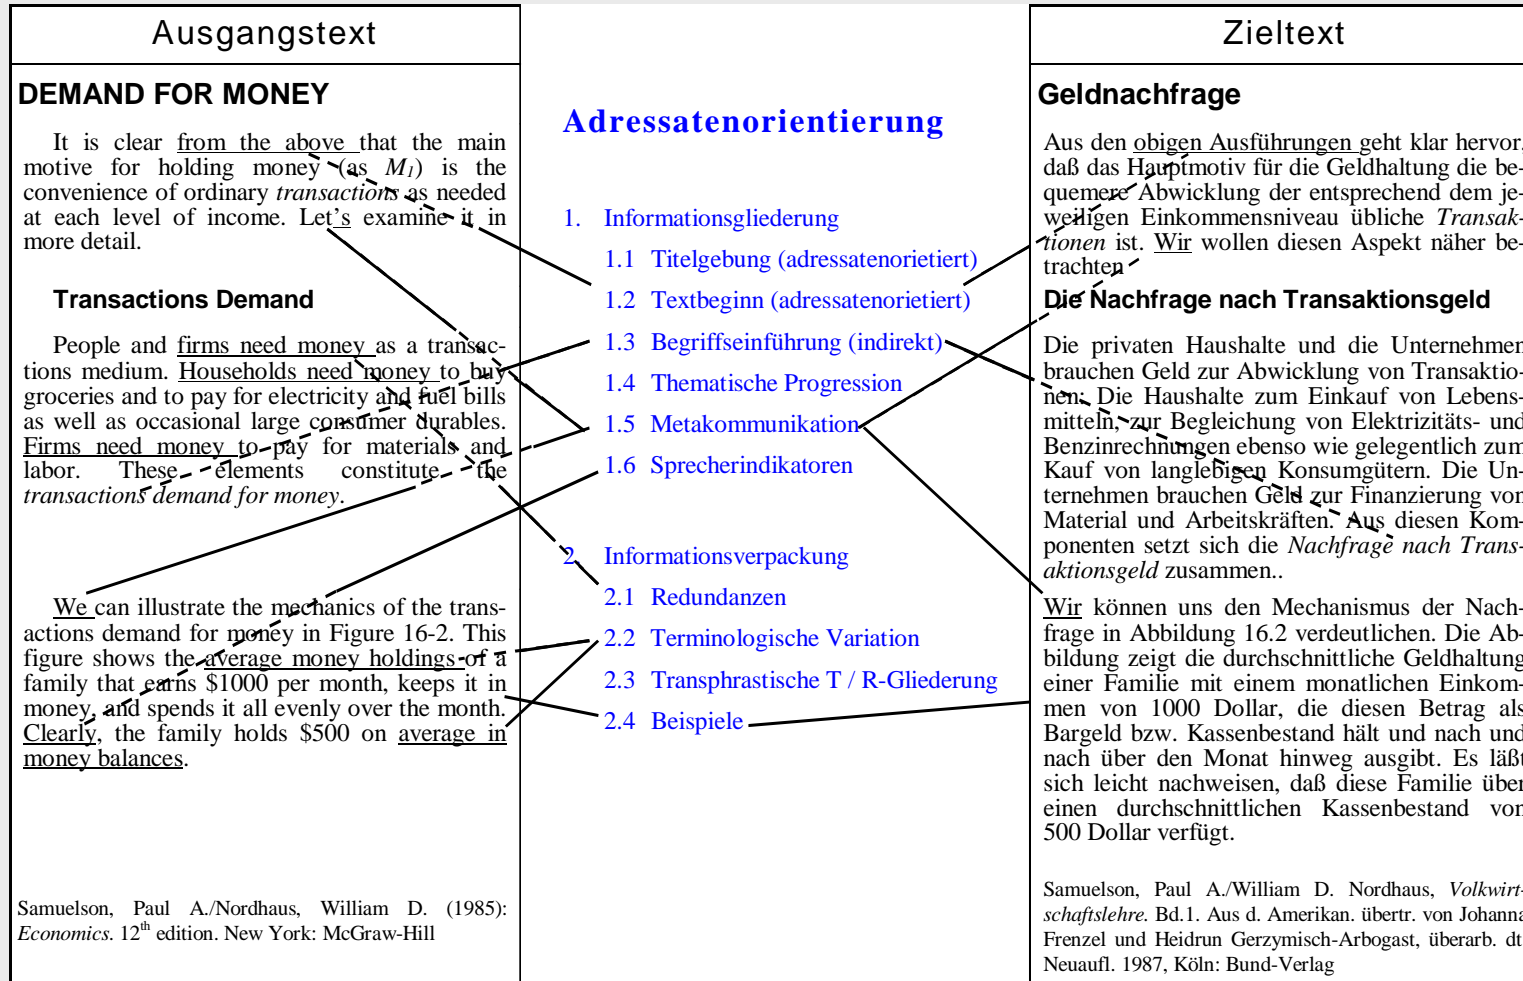 Ausgangstext
DEMAND FOR MONEY
It is clear from the above that the main
motive for holding money (as M1) is the
convenience of ordinary transactions as needed
at each level of income. Let's examine it in
more detail.
Transactions Demand
People and firms need money as a transac-
tions medium. Households need money to buy
groceries and to pay for electricity and fuel bills
as well as occasional large consumer durables.
Firms need money to pay for materials and
labor. These elements constitute the
transactions demand for money.
We can illustrate the mechanics of the trans-
actions demand for money in Figure 16-2. This
figure shows the average money holdings of a
family that earns $1000 per month, keeps it in
money, and spends it all evenly over the month.
Clearly, the family holds $500 on average in
money balances.
Samuelson, Paul A./Nordhaus, William D. (1985):
Economics. 12th edition. New York: McGraw-Hill
Adressatenorientierung
1. Informationsgliederung
1.1 Titelgebung (adressatenorietiert)
1.2 Textbeginn (adressatenorietiert)
1.3 Begriffseinführung (indirekt)
1.4 Thematische Progression
1.5 Metakommunikation
1.6 Sprecherindikatoren
2. Informationsverpackung
2.1 Redundanzen
2.2 Terminologische Variation
2.3 Transphrastische T / R-Gliederung
2.4 Beispiele
Zieltext
Geldnachfrage
Aus den obigen Ausführungen geht klar hervor,
daß das Hauptmotiv für die Geldhaltung die be-
quemere Abwicklung der entsprechend dem je-
weiligen Einkommensniveau übliche Transak-
tionen ist. Wir wollen diesen Aspekt näher be-
trachten
Die Nachfrage nach Transaktionsgeld
Die privaten Haushalte und die Unternehmen
brauchen Geld zur Abwicklung von Transaktio-
nen. Die Haushalte zum Einkauf von Lebens-
mitteln, zur Begleichung von Elektrizitäts- und
Benzinrechnungen ebenso wie gelegentlich zum
Kauf von langlebigen Konsumgütern. Die Un-
ternehmen brauchen Geld zur Finanzierung von
Material und Arbeitskräften. Aus diesen Kom-
ponenten setzt sich die Nachfrage nach Trans-
aktionsgeld zusammen..
Wir können uns den Mechanismus der Nach-
frage in Abbildung 16.2 verdeutlichen. Die Ab-
bildung zeigt die durchschnittliche Geldhaltung
einer Familie mit einem monatlichen Einkom-
men von 1000 Dollar, die diesen Betrag als
Bargeld bzw. Kassenbestand hält und nach und
nach über den Monat hinweg ausgibt. Es läßt
sich leicht nachweisen, daß diese Familie über
einen durchschnittlichen Kassenbestand von
500 Dollar verfügt.
Samuelson, Paul A./William D. Nordhaus, Volkwirt-
schaftslehre. Bd.1. Aus d. Amerikan. übertr. von Johanna
Frenzel und Heidrun Gerzymisch-Arbogast, überarb. dt
Neuaufl. 1987, Köln: Bund-Verlag